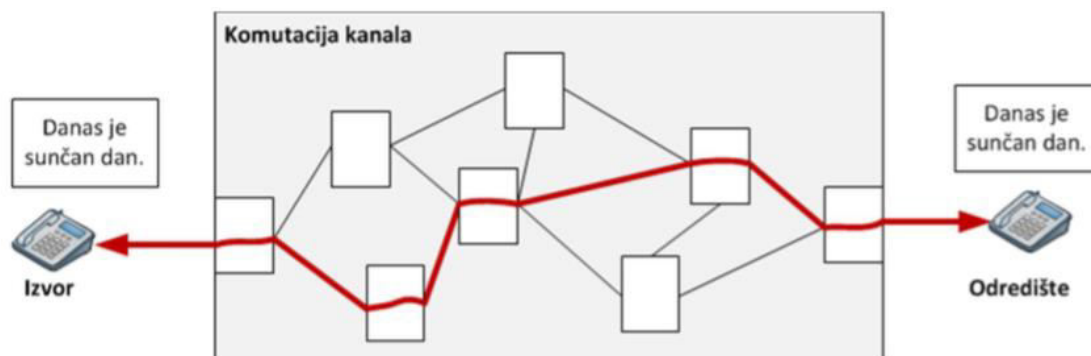 Komutacija kanala
Danas je
sunčan dan.
Izvor
Danas je
sunčan dan.
Odredište